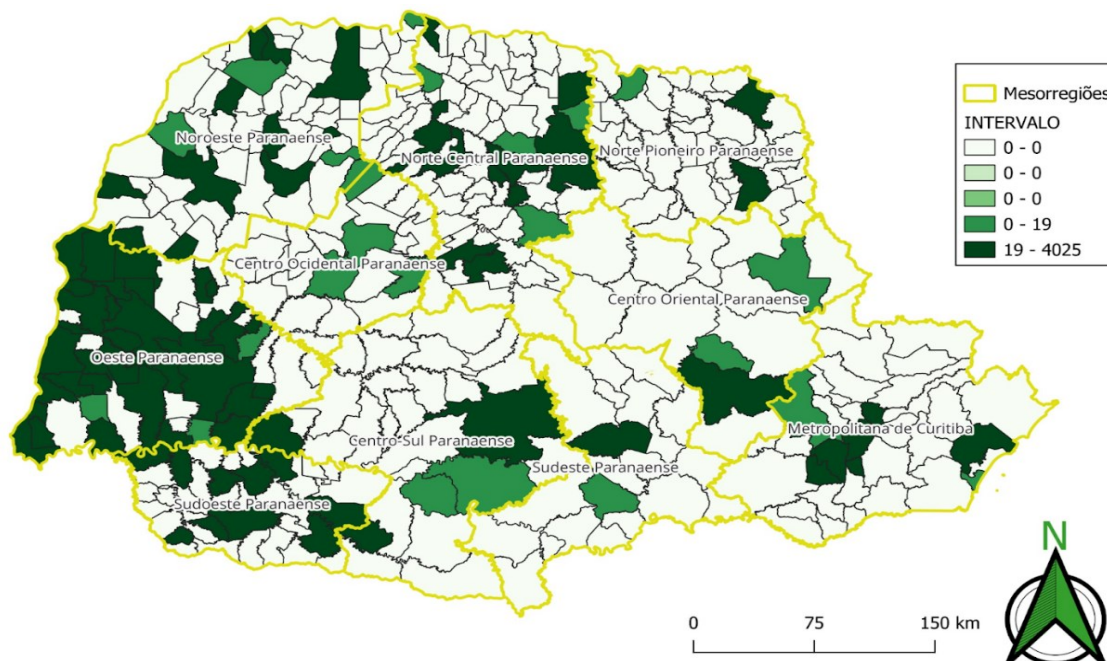 Mesorregiões
INTERVALO
0 - 0
0 - 0
0 - 0
0 - 19
19 - 4025
Noroeste Paranaense
Norte Central Paranaense
Norte Pioneiro Paranaense
Centro Ocidental Paranaense
Centro Oriental Paranaense
Oeste Paranaense
Centro-Sul Paranaense
Metropolitana de Curitiba
Sudeste Paranaense
Sudoeste Paranaense
N
0 75 150 km